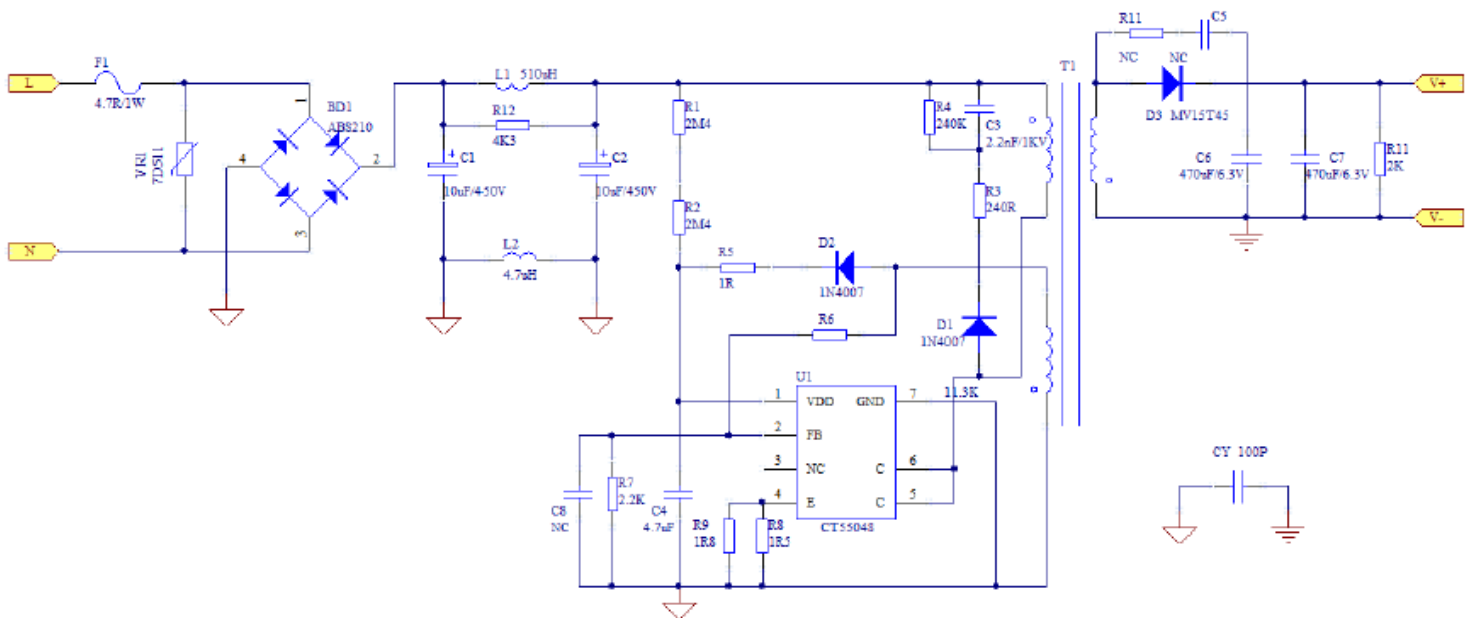 L
F1
4.7R/1W
VR1
7D511
N
1
BD1
ABS210
4
2
3
L1 510uH
R12
4K3
+
C1
10uF/450V
+
C2
10uF/450V
L2
4.7uH
R1
2M4
R2
2M4
R5
1R
D2
1N4007
R6
R4
240K
C3
2.2nF/1KV
R3
240R
D1
1N4007
T1
11.3K
U1
1
VDD
GND
7
2
FB
3
NC
C
6
4
E
C
5
CT55048
R7
2.2K
C8
NC
C4
4.7uF
R9
1R8
R8
1R5
R11
NC
C5
NC
D3 MV15T45
C6
470uF/6.3V
C7
470uF/6.3V
R11
2K
V+
V-
CY 100P